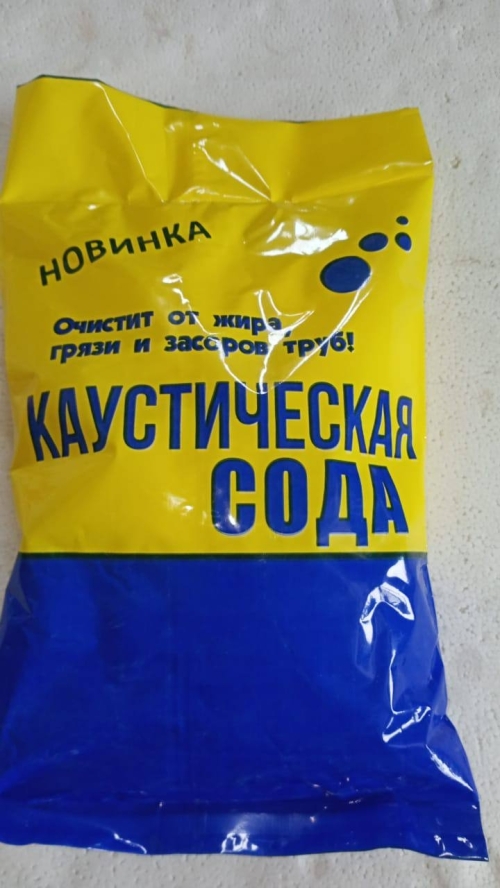 НОВИНКА
Очистит от жира,
грязи и засоров труб!
КАУСТИЧЕСКАЯ
СОДА